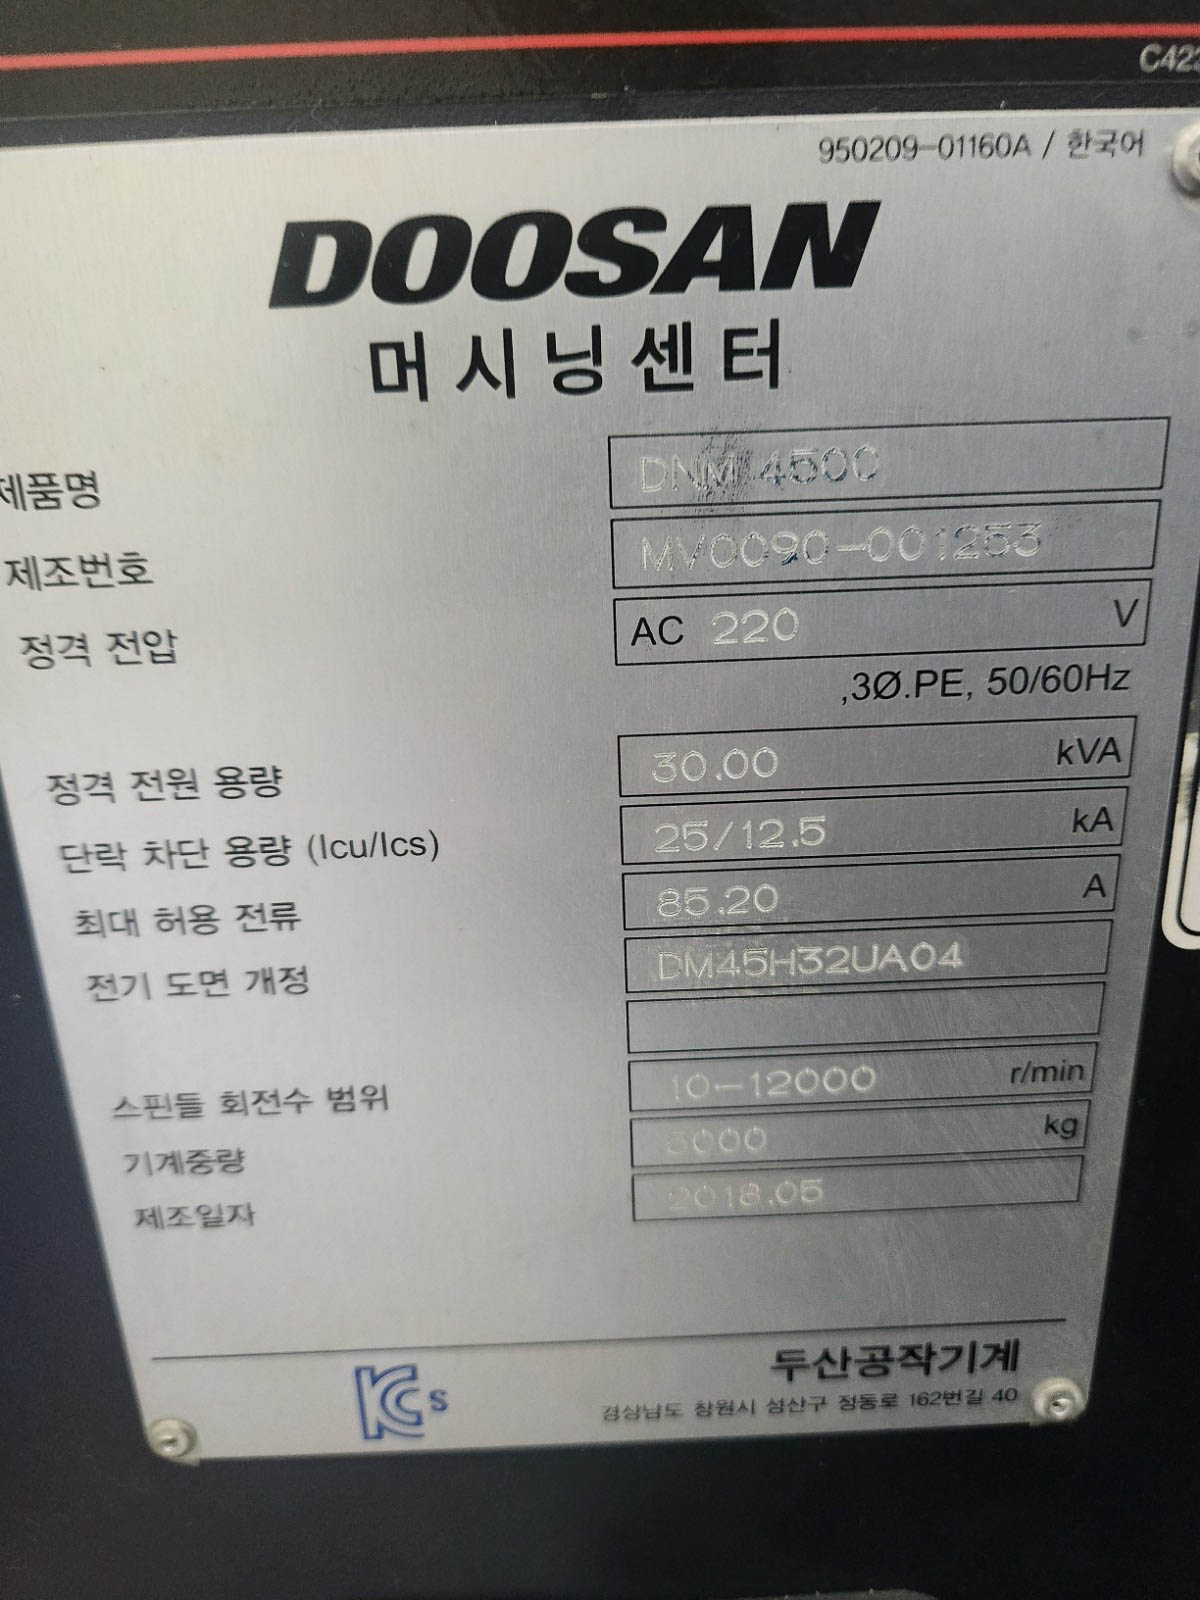 950209-01160A / 한국어
DOOSAN
머시닝센터
제품명 DNM 4500
제조번호 MV0090-001253
정격 전압 AC 220 V
,3Ø.PE, 50/60Hz
정격 전원 용량 30.00 kVA
단락 차단 용량 (Icu/Ics) 25/12.5 kA
최대 허용 전류 85.20 A
전기 도면 개정 DM45H32UA04
스핀들 회전수 범위 10-12000 r/min
기계중량 kg
제조일자 2018.05
두산공작기계
KCs 경상남도 창원시 성산구 정동로 162번길 40